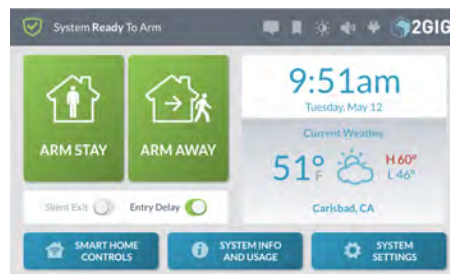 System Ready To Arm
2GIG
ARM STAY
ARM AWAY
Silent Exit
Entry Delay
9:51am
Tuesday, May 12
Current Weather
51°F
H 60°
L 46°
Carlsbad, CA
SMART HOME
CONTROLS
SYSTEM INFO
AND USAGE
SYSTEM
SETTINGS